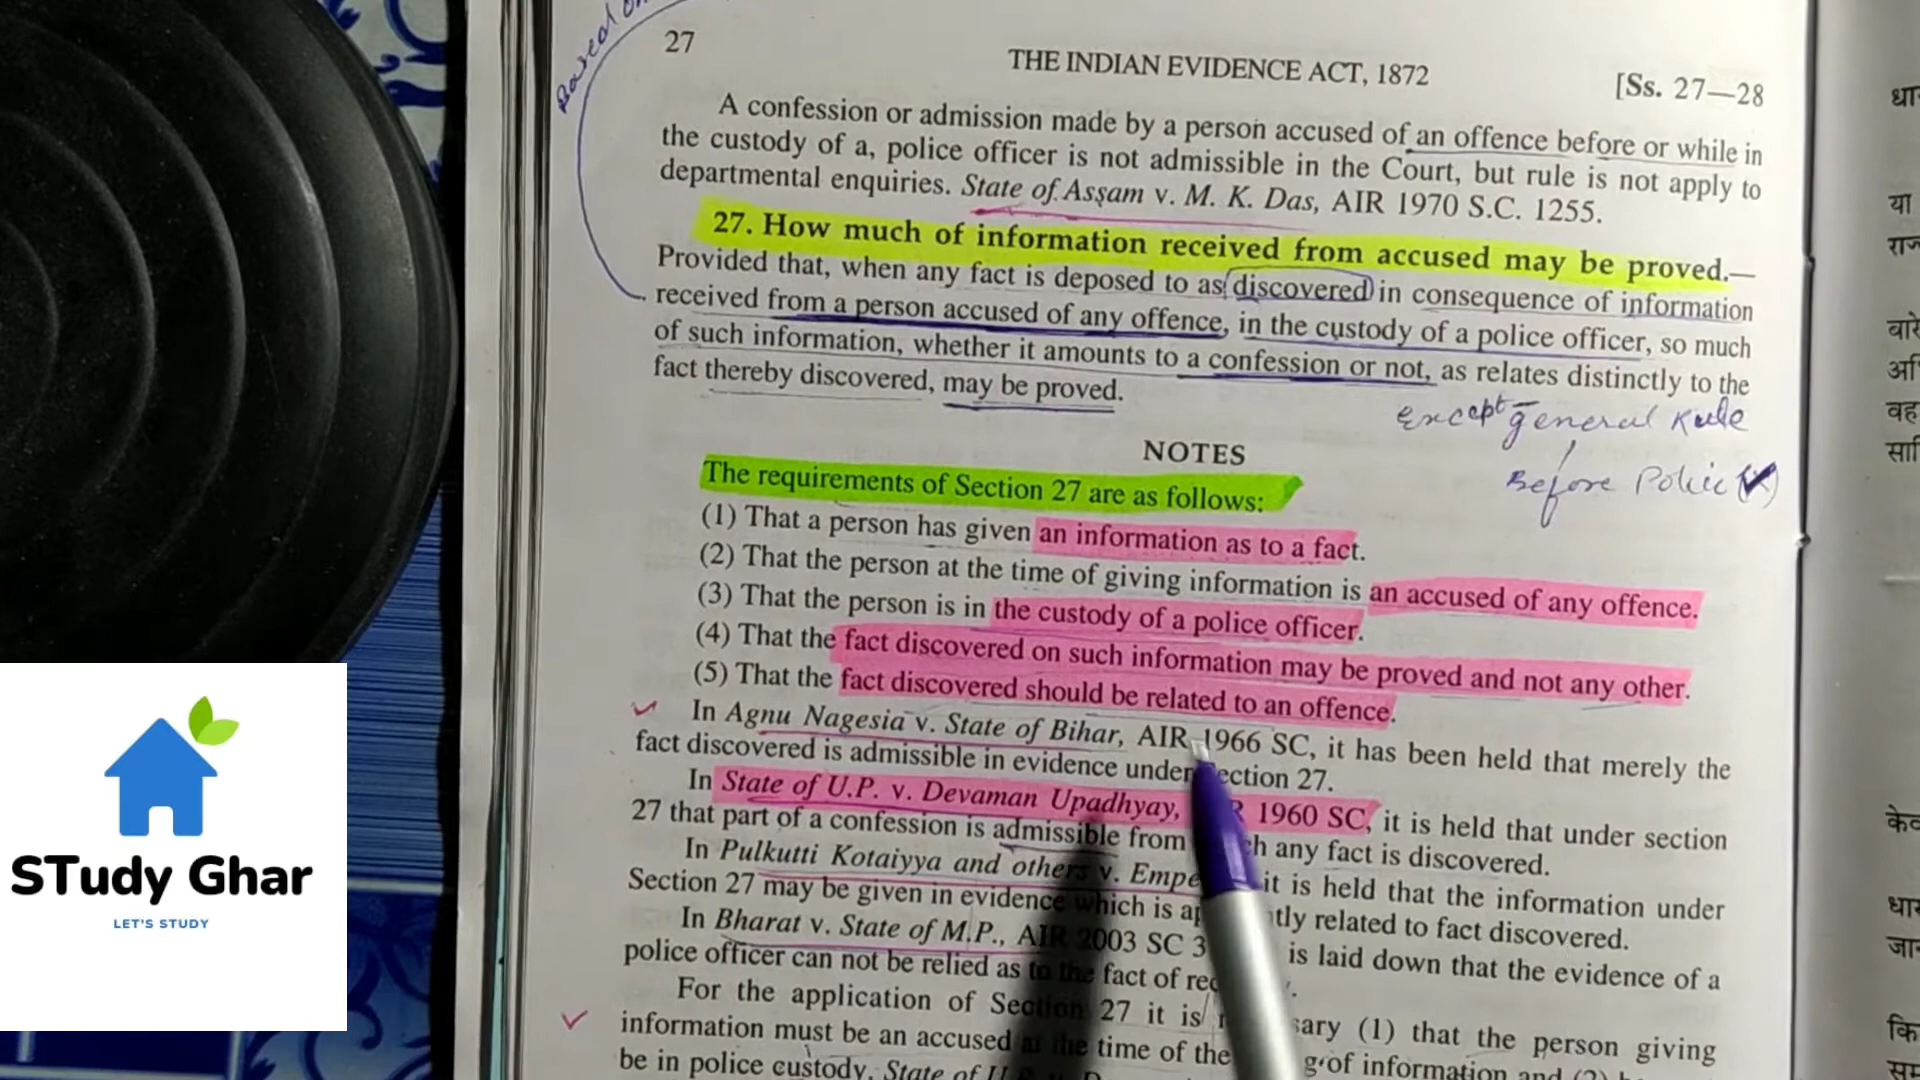 Based on
27
THE INDIAN EVIDENCE ACT, 1872
[Ss. 27—28
A confession or admission made by a person accused of an offence before or while in
the custody of a, police officer is not admissible in the Court, but rule is not apply to
departmental enquiries. State of Assam v. M. K. Das, AIR 1970 S.C. 1255.
27. How much of information received from accused may be proved.—
Provided that, when any fact is deposed to as discovered in consequence of information
received from a person accused of any offence, in the custody of a police officer, so much
of such information, whether it amounts to a confession or not, as relates distinctly to the
fact thereby discovered, may be proved.
Except general Rule
Before Police
NOTES
The requirements of Section 27 are as follows:
(1) That a person has given an information as to a fact.
(2) That the person at the time of giving information is an accused of any offence.
(3) That the person is in the custody of a police officer.
(4) That the fact discovered on such information may be proved and not any other.
(5) That the fact discovered should be related to an offence.
In Agnu Nagesia v. State of Bihar, AIR 1966 SC, it has been held that merely the
fact discovered is admissible in evidence under section 27.
In State of U.P. v. Devaman Upadhyay, 1960 SC, it is held that under section
27 that part of a confession is admissible from any fact is discovered.
In Pulkutti Kotaiyya and others v. it is held that the information under
Section 27 may be given in evidence which is related to fact discovered.
In Bharat v. State of M.P., AIR 2003 SC is laid down that the evidence of a
police officer can not be relied as to the fact of
For the application of Section 27 it is (1) that the person giving
information must be an accused at the time of the of information and (2)
be in police custody. State of
धारा
या
वह
STudy Ghar
LET'S STUDY